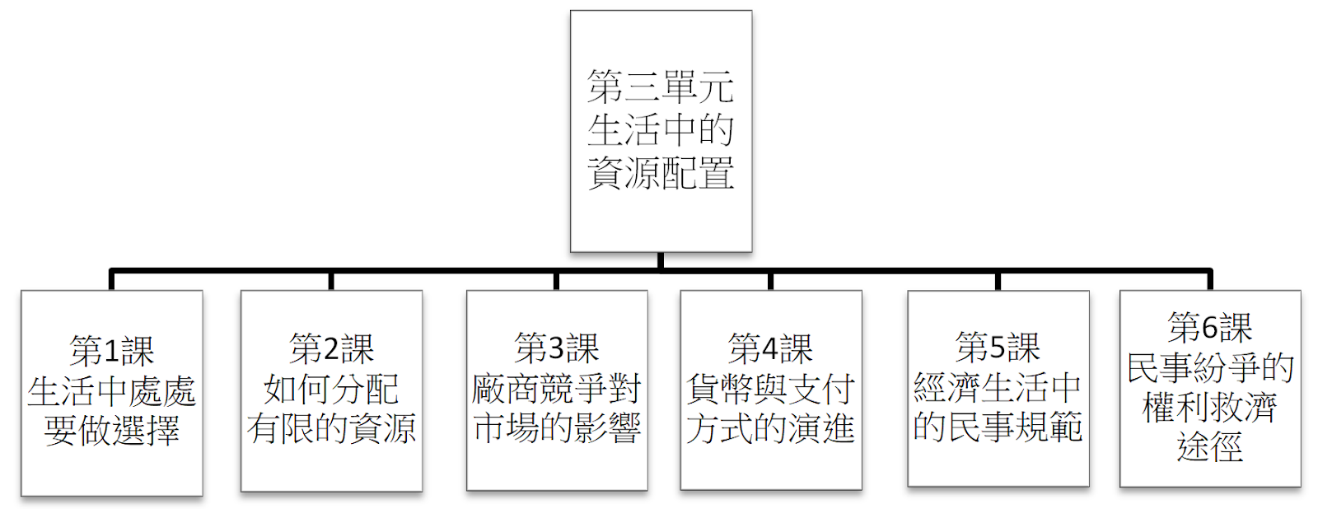 第三單元
生活中的
資源配置
第1課
生活中處處
要做選擇
第2課
如何分配
有限的資源
第3課
廠商競爭對
市場的影響
第4課
貨幣與支付
方式的演進
第5課
經濟生活中
的民事規範
第6課
民事紛爭的
權利救濟
途徑